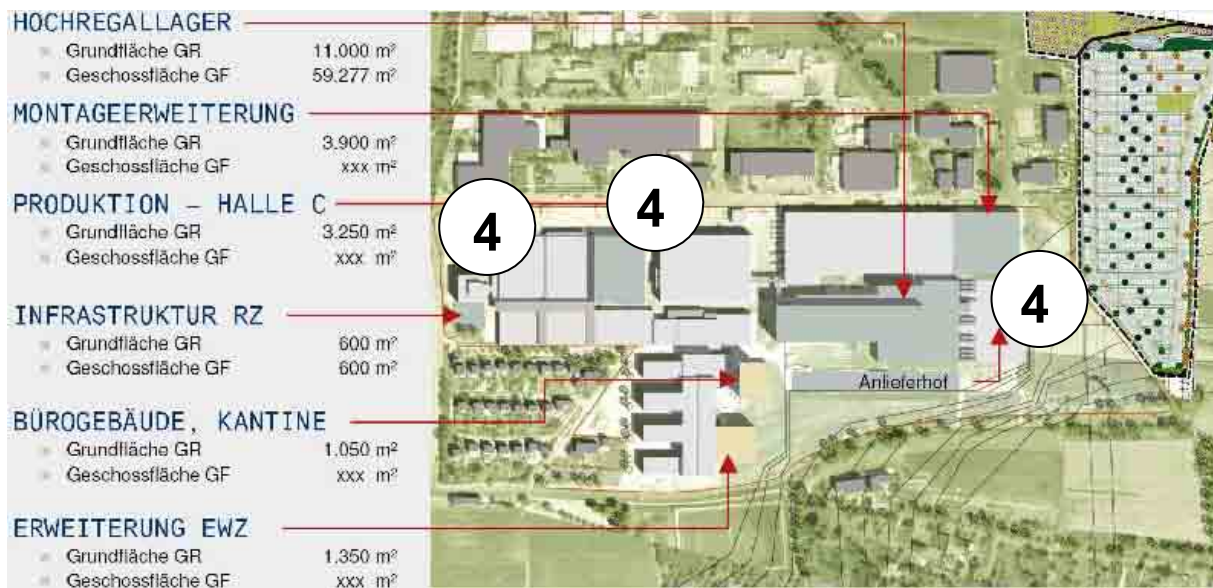 HOCHREGALLAGER
Grundfläche GR 11.000 m²
Geschossfläche GF 59.277 m²
MONTAGEERWEITERUNG
Grundfläche GR 3.900 m²
Geschossfläche GF xxx m²
PRODUKTION – HALLE C
Grundfläche GR 3.250 m²
Geschossfläche GF xxx m²
INFRASTRUKTUR RZ
Grundfläche GR 600 m²
Geschossfläche GF 600 m²
BÜROGEBÄUDE, KANTINE
Grundfläche GR 1.050 m²
Geschossfläche GF xxx m²
ERWEITERUNG EWZ
Grundfläche GR 1.350 m²
Geschossfläche GF xxx m²
4
4
4
Anlieferhof